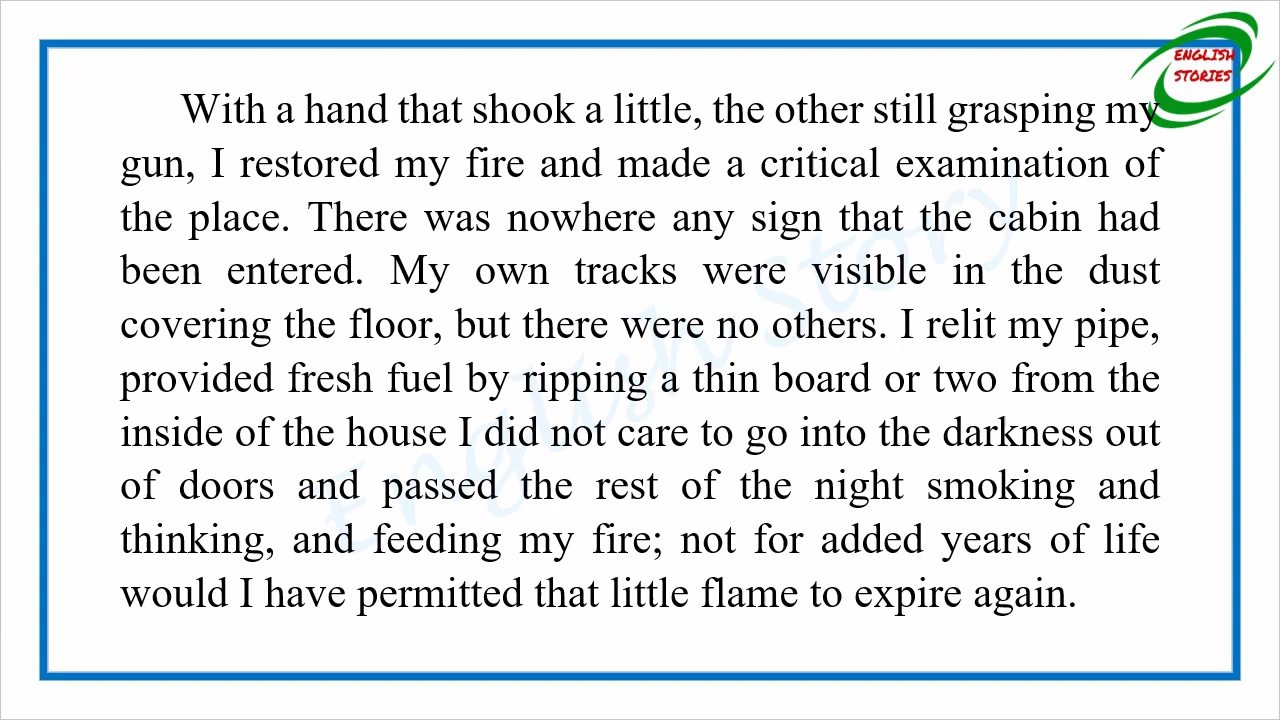 ENGLISH
STORIES
With a hand that shook a little, the other still grasping my
gun, I restored my fire and made a critical examination of
the place. There was nowhere any sign that the cabin had
been entered. My own tracks were visible in the dust
covering the floor, but there were no others. I relit my pipe,
provided fresh fuel by ripping a thin board or two from the
inside of the house I did not care to go into the darkness out
of doors and passed the rest of the night smoking and
thinking, and feeding my fire; not for added years of life
would I have permitted that little flame to expire again.
English Story